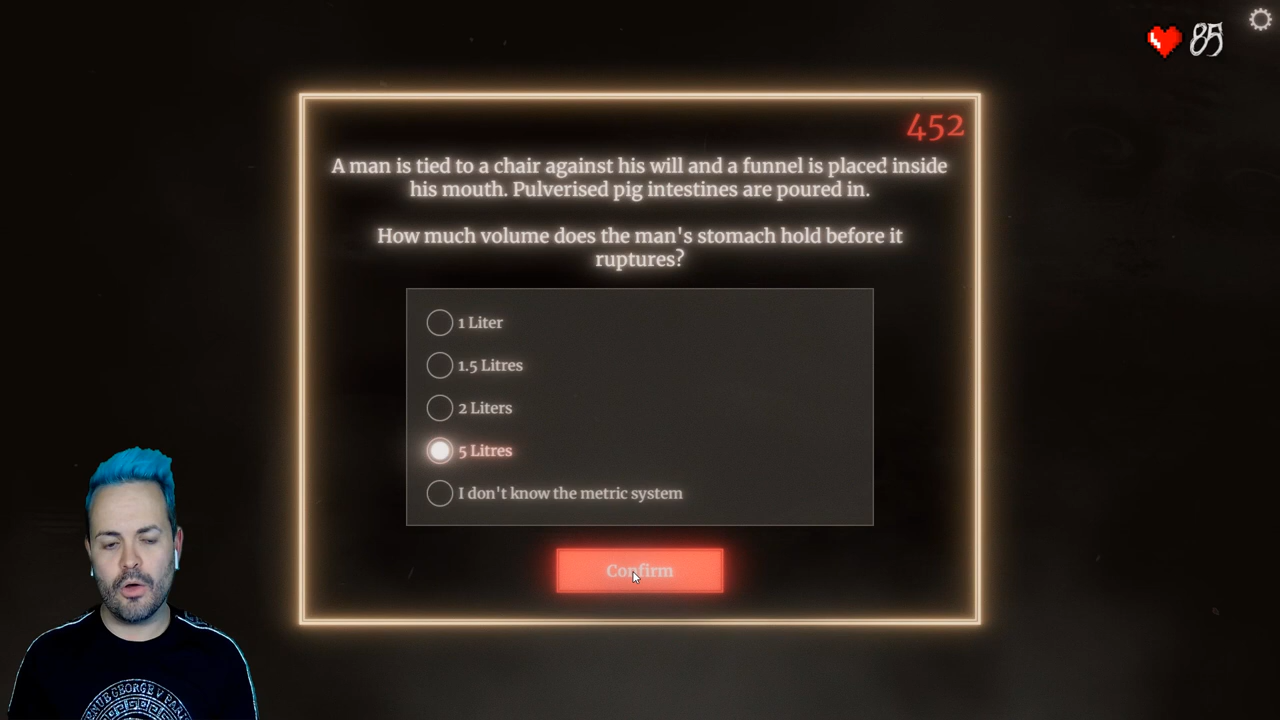 85
452
A man is tied to a chair against his will and a funnel is placed inside
his mouth. Pulverised pig intestines are poured in.
How much volume does the man's stomach hold before it
ruptures?
1 Liter
1.5 Litres
2 Liters
5 Litres
I don't know the metric system
Confirm